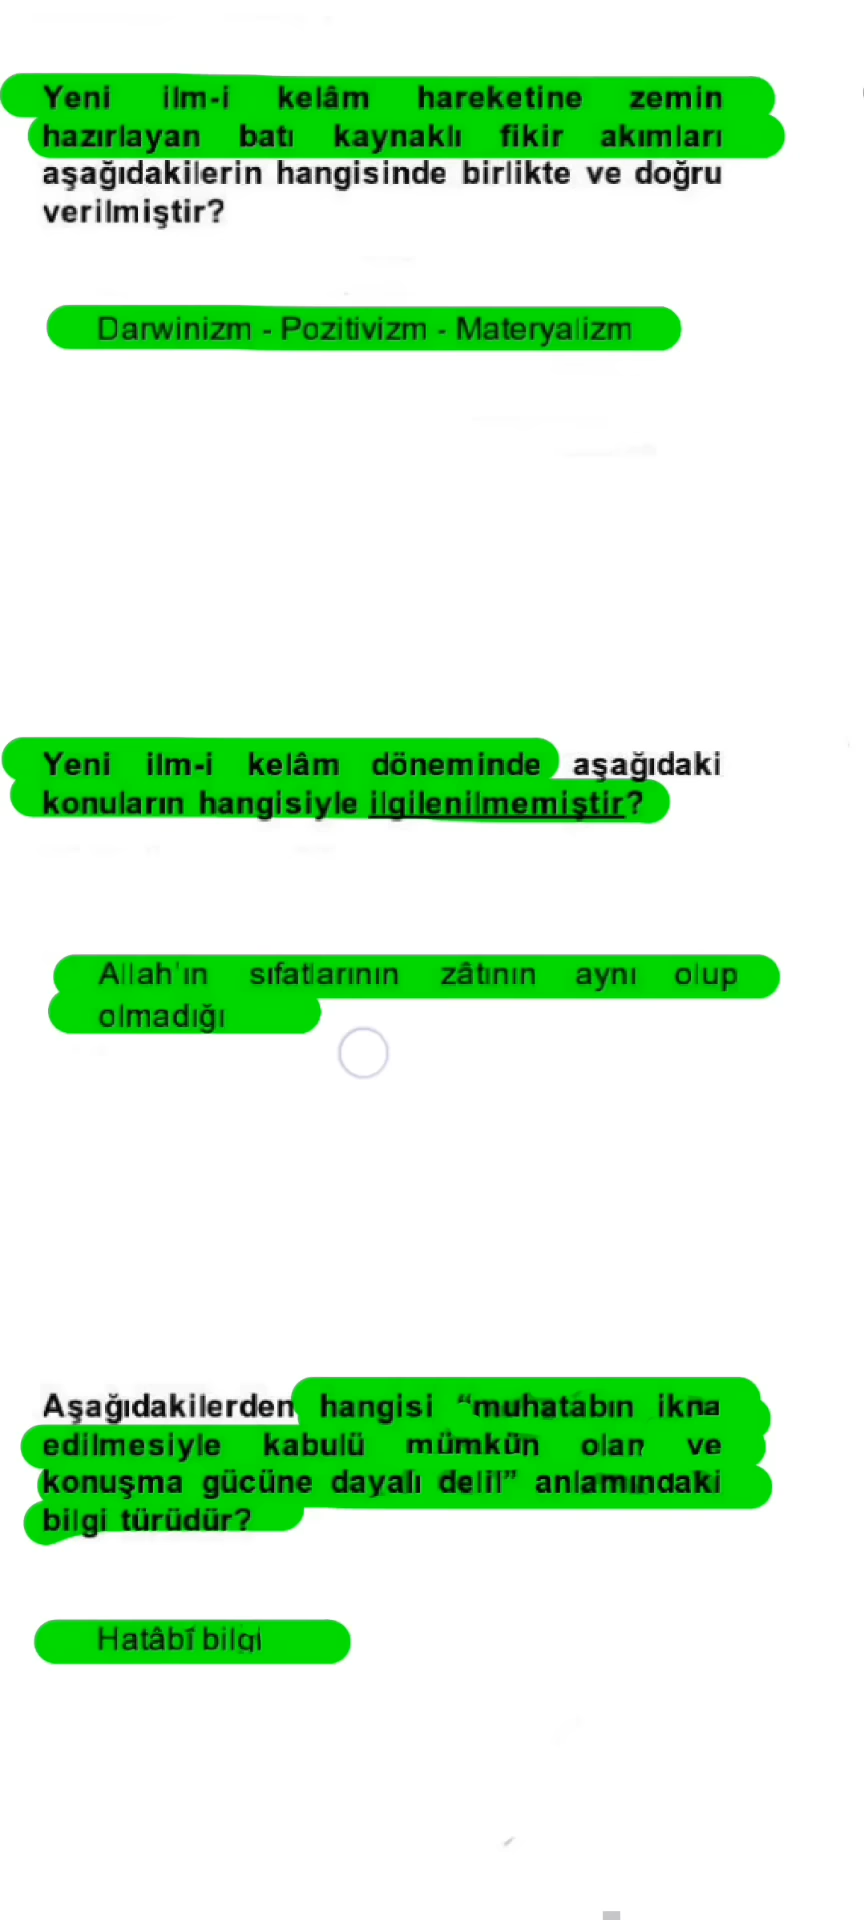 Yeni ilm-i kelâm hareketine zemin
hazırlayan batı kaynaklı fikir akımları
aşağıdakilerin hangisinde birlikte ve doğru
verilmiştir?
Darwinizm - Pozitivizm - Materyalizm
Yeni ilm-i kelâm döneminde aşağıdaki
konuların hangisiyle ilgilenilmemiştir?
Allah'ın sıfatlarının zâtının aynı olup
olmadığı
Aşağıdakilerden hangisi “muhatabın ikna
edilmesiyle kabulü mümkün olan ve
konuşma gücüne dayalı delil” anlamındaki
bilgi türüdür?
Hatâbî bilgi